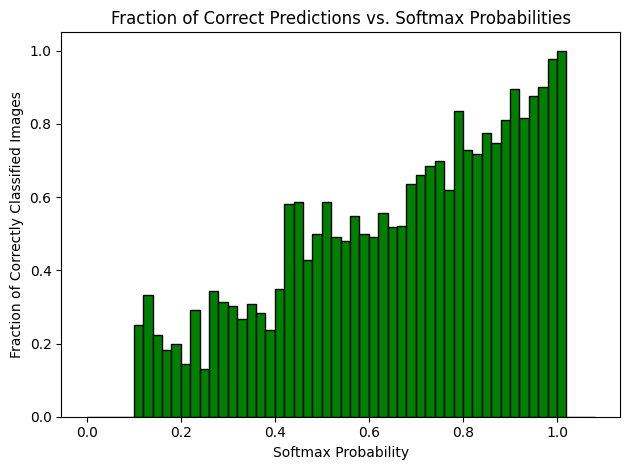 Fraction of Correct Predictions vs. Softmax Probabilities
Fraction of Correctly Classified Images
1.0
0.8
0.6
0.4
0.2
0.0
0.0 0.2 0.4 0.6 0.8 1.0
Softmax Probability